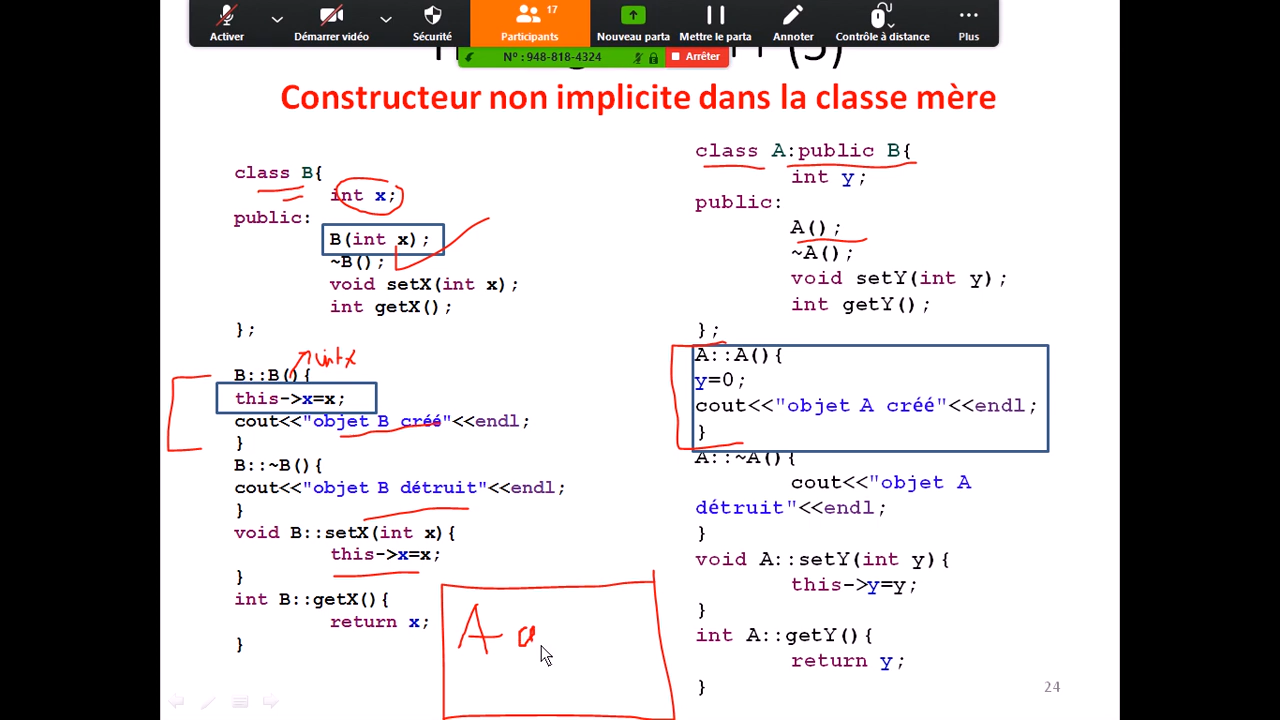 Activer
Démarrer vidéo
Sécurité
17
Participants
Nouveau parta
Mettre le parta
Annoter
Contrôle à distance
Plus
N° : 948-818-4324
Arrêter
(3)
Constructeur non implicite dans la classe mère
class B{
int x;
public:
B(int x);
~B();
void setX(int x);
int getX();
};
int x
B::B(){
this->x=x;
cout<<"objet B créé"<<endl;
}
B::~B(){
cout<<"objet B détruit"<<endl;
}
void B::setX(int x){
this->x=x;
}
int B::getX(){
return x;
}
A a
class A:public B{
int y;
public:
A();
~A();
void setY(int y);
int getY();
};
A::A(){
y=0;
cout<<"objet A créé"<<endl;
}
A::~A(){
cout<<"objet A
détruit"<<endl;
}
void A::setY(int y){
this->y=y;
}
int A::getY(){
return y;
}
24